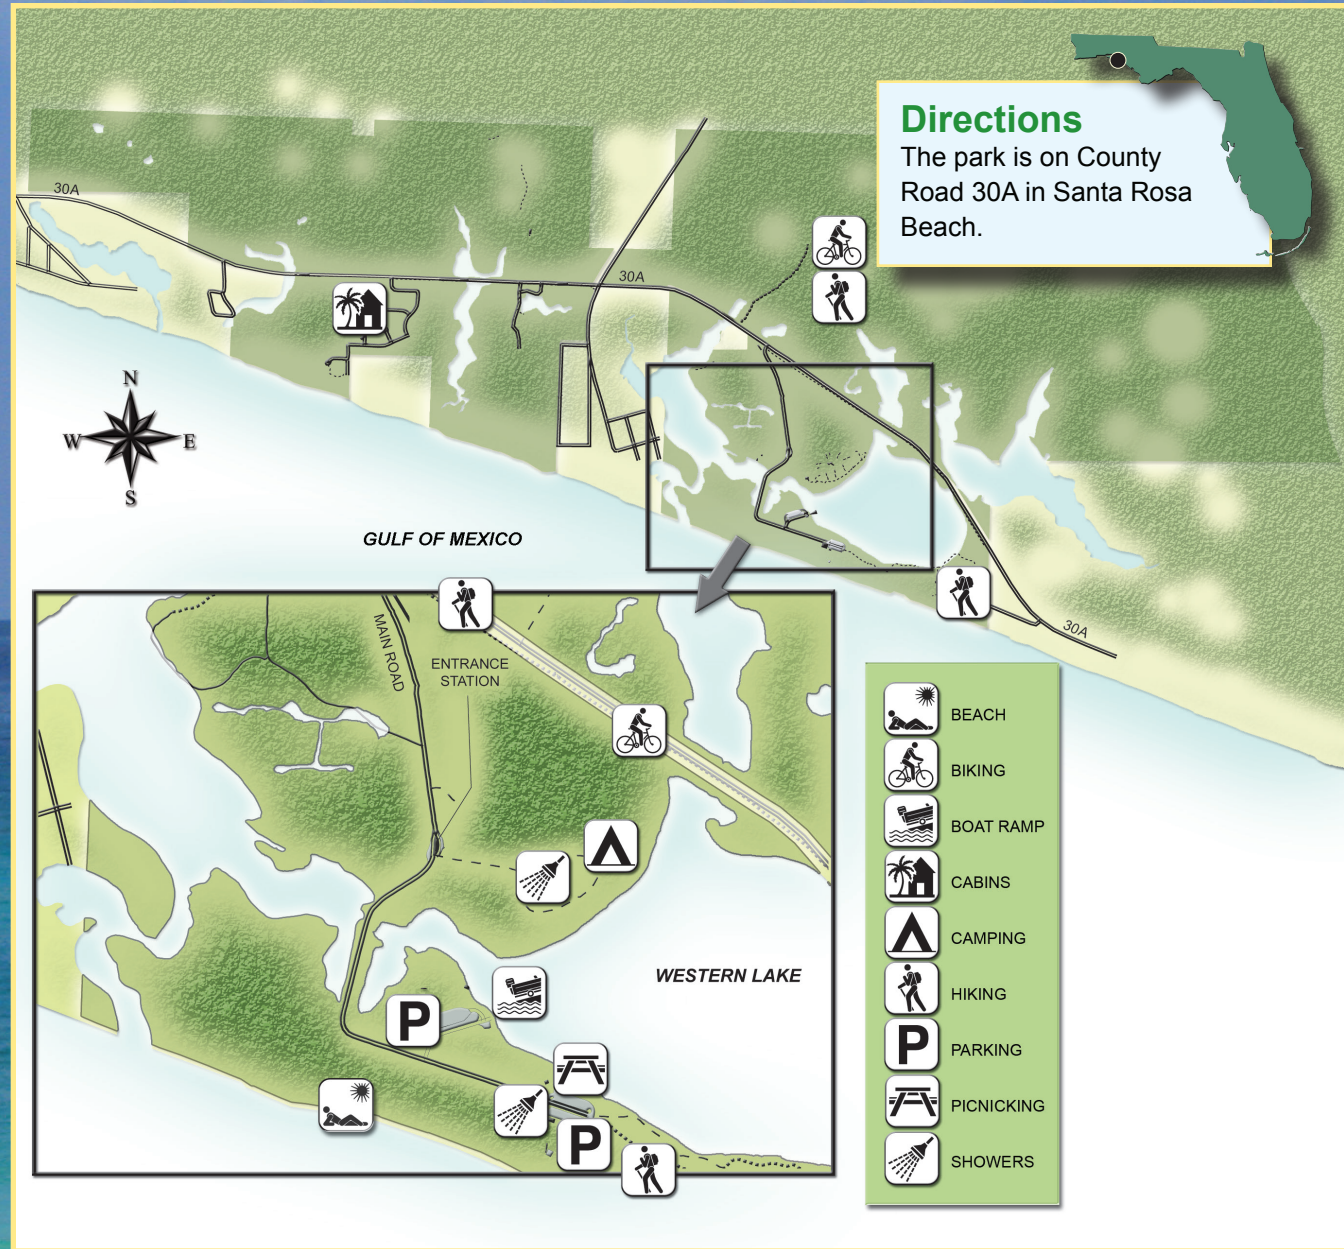 Directions
The park is on County
Road 30A in Santa Rosa
Beach.
30A
30A
N
W
E
S
GULF OF MEXICO
30A
MAIN ROAD
ENTRANCE
STATION
WESTERN LAKE
P
P
BEACH
BIKING
BOAT RAMP
CABINS
CAMPING
HIKING
P
PARKING
PICNICKING
SHOWERS